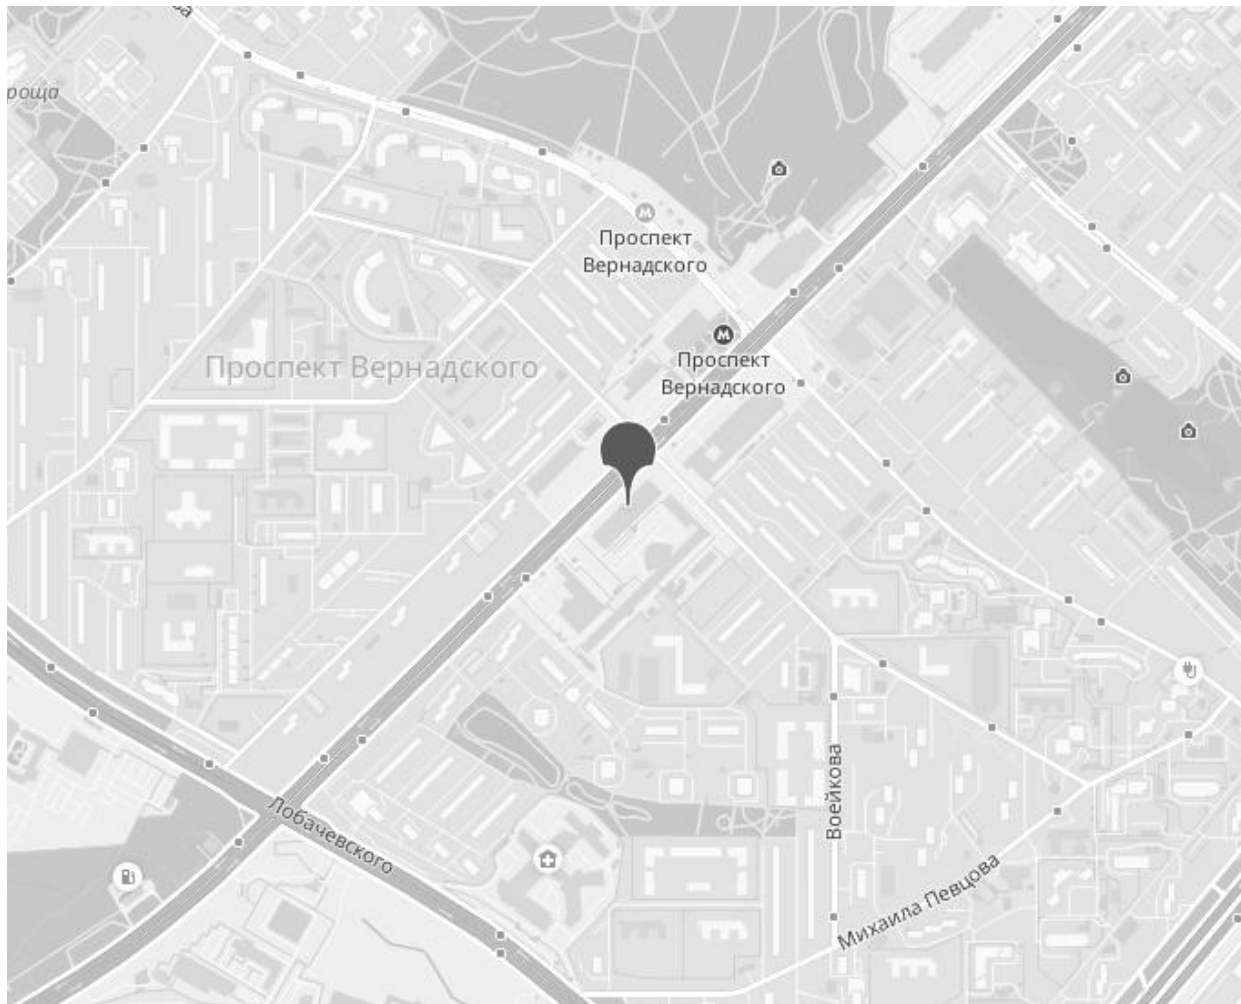 роща
Проспект
Вернадского
Проспект
Вернадского
Проспект Вернадского
Воейкова
Лобачевского
Михаила Певцова